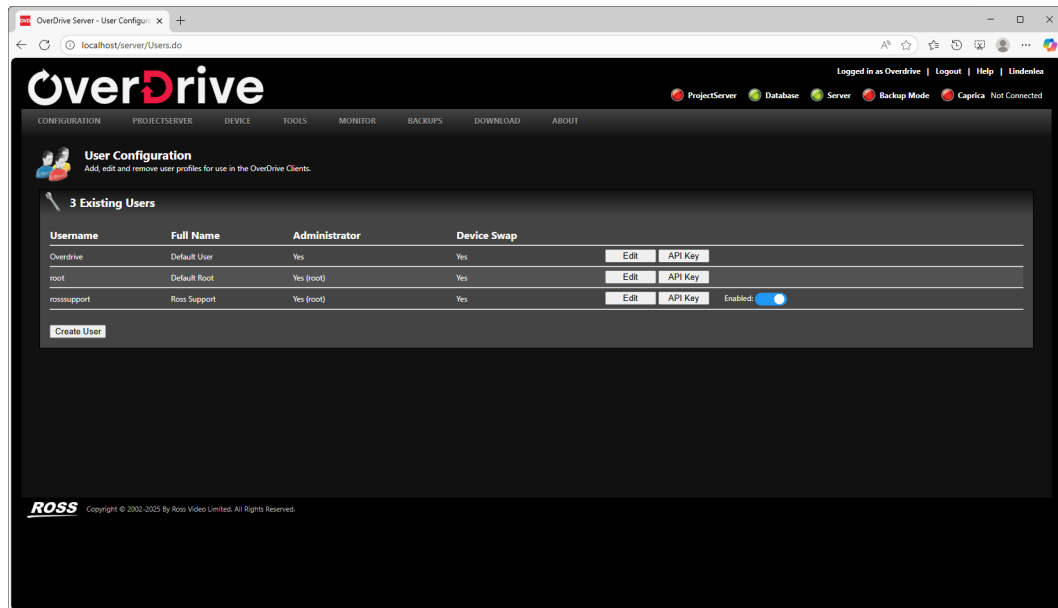 OVD OverDrive Server - User Configura
localhost/server/Users.do
OverDrive
Logged in as Overdrive | Logout | Help | Lindenlea
ProjectServer Database Server Backup Mode Caprica Not Connected
CONFIGURATION PROJECTSERVER DEVICE TOOLS MONITOR BACKUPS DOWNLOAD ABOUT
User Configuration
Add, edit and remove user profiles for use in the OverDrive Clients.
3 Existing Users
Username Full Name Administrator Device Swap
Overdrive Default User Yes Yes Edit API Key
root Default Root Yes (root) Yes Edit API Key
rosssupport Ross Support Yes (root) Yes Edit API Key Enabled:
Create User
ROSS Copyright © 2002-2025 By Ross Video Limited. All Rights Reserved.